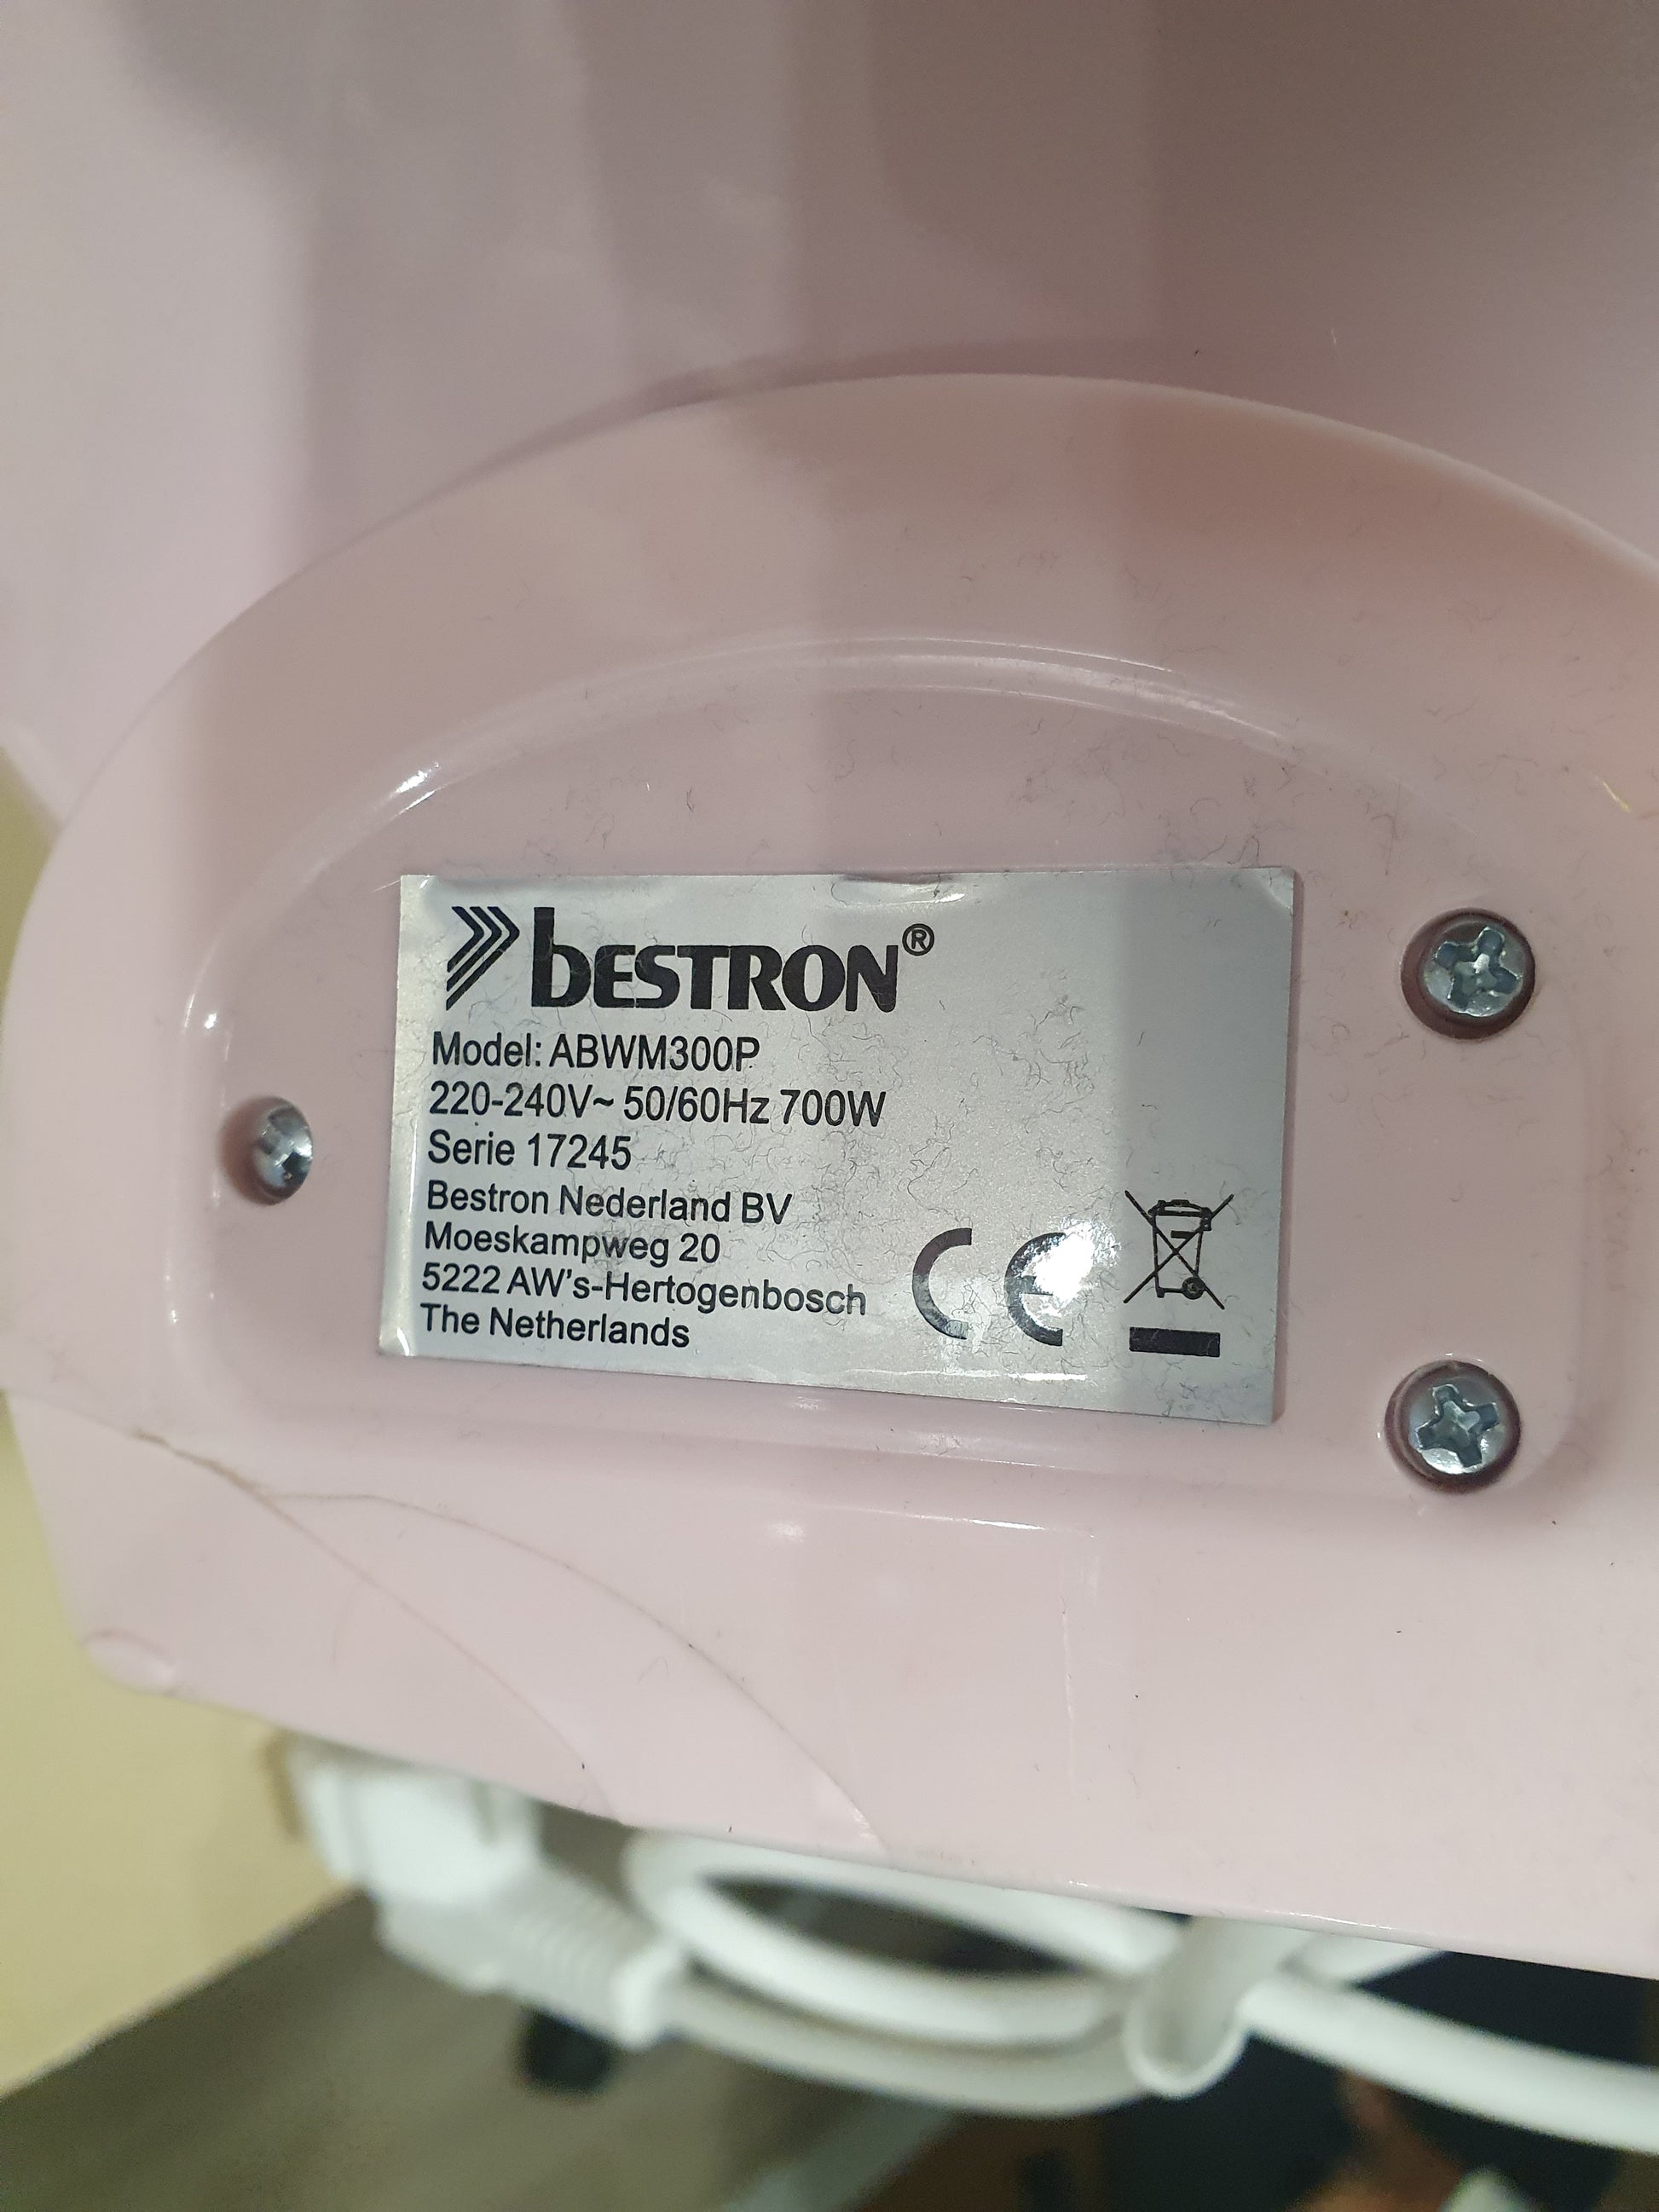 bESTRON®
Model: ABWM300P
220-240V~ 50/60Hz 700W
Serie 17245
Bestron Nederland BV
Moeskampweg 20
5222 AW's-Hertogenbosch
The Netherlands
CE